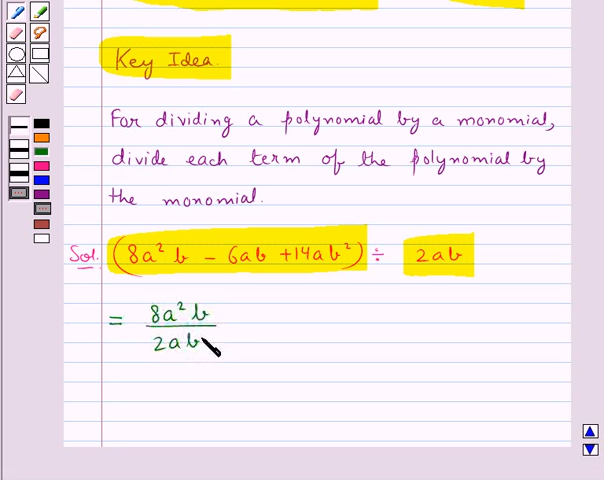 Key Idea.
For dividing a polynomial by a monomial,
divide each term of the polynomial by
the monomial.
Sol. (8a²b - 6ab + 14ab²) ÷ 2ab
= 8a²b
2ab